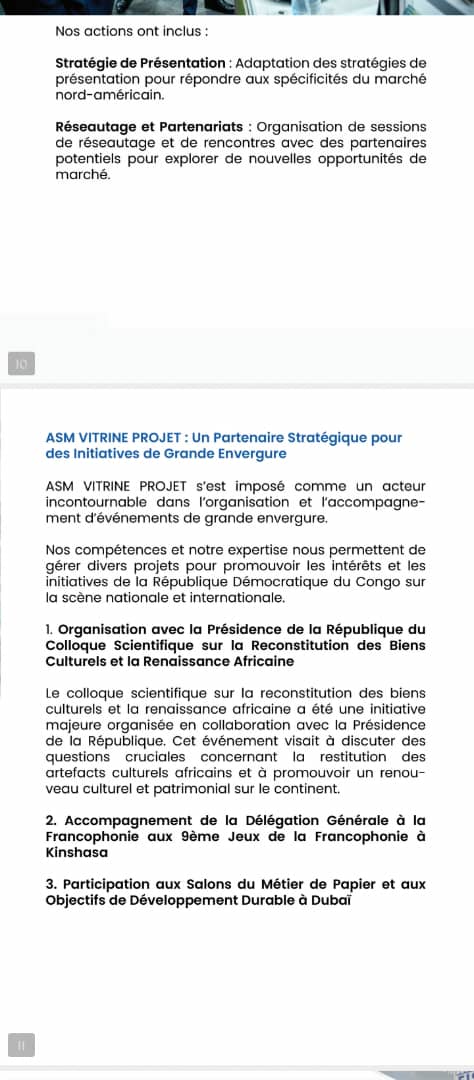 Nos actions ont inclus :
Stratégie de Présentation : Adaptation des stratégies de
présentation pour répondre aux spécificités du marché
nord-américain.
Réseautage et Partenariats : Organisation de sessions
de réseautage et de rencontres avec des partenaires
potentiels pour explorer de nouvelles opportunités de
marché.
10
ASM VITRINE PROJET : Un Partenaire Stratégique pour
des Initiatives de Grande Envergure
ASM VITRINE PROJET s'est imposé comme un acteur
incontournable dans l'organisation et l'accompagne-
ment d'événements de grande envergure.
Nos compétences et notre expertise nous permettent de
gérer divers projets pour promouvoir les intérêts et les
initiatives de la République Démocratique du Congo sur
la scène nationale et internationale.
1. Organisation avec la Présidence de la République du
Colloque Scientifique sur la Reconstitution des Biens
Culturels et la Renaissance Africaine
Le colloque scientifique sur la reconstitution des biens
culturels et la renaissance africaine a été une initiative
majeure organisée en collaboration avec la Présidence
de la République. Cet événement visait à discuter des
questions cruciales concernant la restitution des
artefacts culturels africains et à promouvoir un renou-
veau culturel et patrimonial sur le continent.
2. Accompagnement de la Délégation Générale à la
Francophonie aux 9ème Jeux de la Francophonie à
Kinshasa
3. Participation aux Salons du Métier de Papier et aux
Objectifs de Développement Durable à Dubaï
11